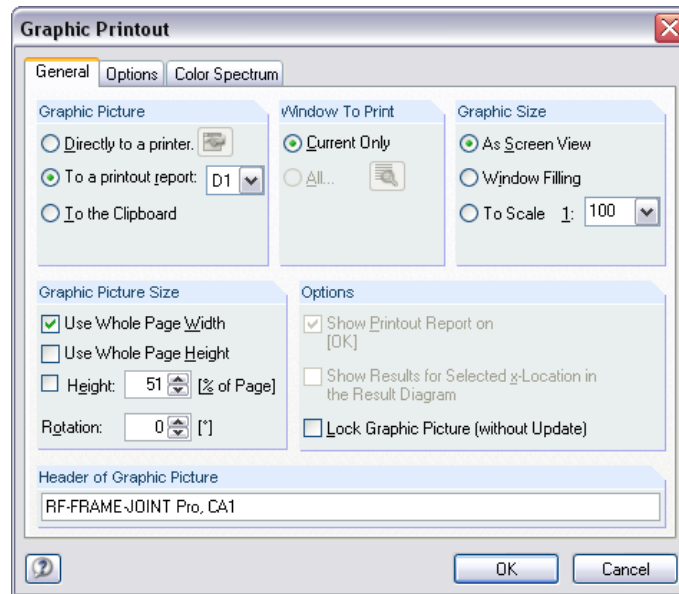 Graphic Printout
General Options Color Spectrum
Graphic Picture
Directly to a printer.
To a printout report: D1
To the Clipboard
Window To Print
Current Only
All...
Graphic Size
As Screen View
Window Filling
To Scale 1: 100
Graphic Picture Size
Use Whole Page Width
Use Whole Page Height
Height: 51 [% of Page]
Rotation: 0 [°]
Options
Show Printout Report on
[OK]
Show Results for Selected x-Location in
the Result Diagram
Lock Graphic Picture (without Update)
Header of Graphic Picture
RF-FRAME-JOINT Pro, CA1
OK Cancel